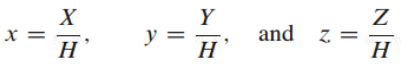 x = X/H, y = Y/H, and z = Z/H